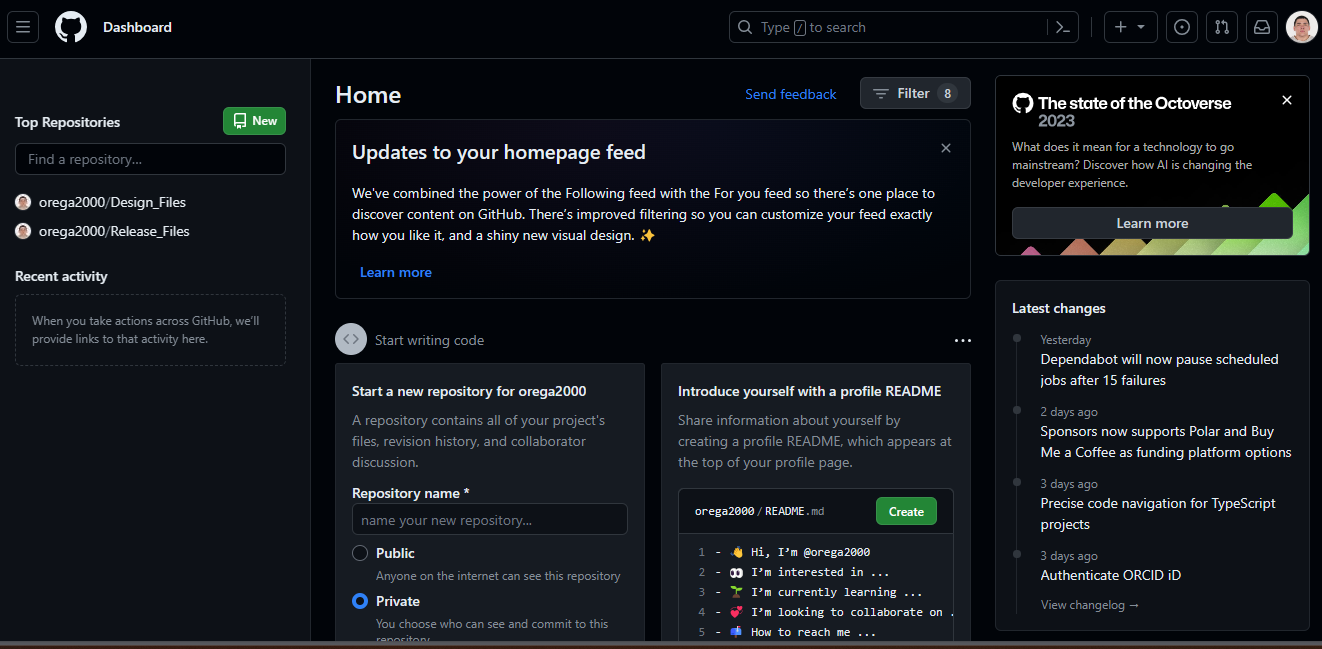 Dashboard
Type / to search
Top Repositories
New
Find a repository...
orega2000/Design_Files
orega2000/Release_Files
Recent activity
When you take actions across GitHub, we'll
provide links to that activity here.
Home
Send feedback
Filter 8
Updates to your homepage feed
We've combined the power of the Following feed with the For you feed so there's one place to
discover content on GitHub. There's improved filtering so you can customize your feed exactly
how you like it, and a shiny new visual design. ✨
Learn more
Start writing code
Start a new repository for orega2000
A repository contains all of your project's
files, revision history, and collaborator
discussion.
Repository name *
name your new repository...
Public
Anyone on the internet can see this repository
Private
You choose who can see and commit to this
repository.
Introduce yourself with a profile README
Share information about yourself by
creating a profile README, which appears at
the top of your profile page.
orega2000 / README.md
Create
1 - 👋 Hi, I'm @orega2000
2 - 👀 I'm interested in ...
3 - 🌱 I'm currently learning ...
4 - 💞️ I'm looking to collaborate on .
5 - 📫 How to reach me ...
The state of the Octoverse
2023
What does it mean for a technology to go
mainstream? Discover how AI is changing the
developer experience.
Learn more
Latest changes
Yesterday
Dependabot will now pause scheduled
jobs after 15 failures
2 days ago
Sponsors now supports Polar and Buy
Me a Coffee as funding platform options
3 days ago
Precise code navigation for TypeScript
projects
3 days ago
Authenticate ORCID iD
View changelog →